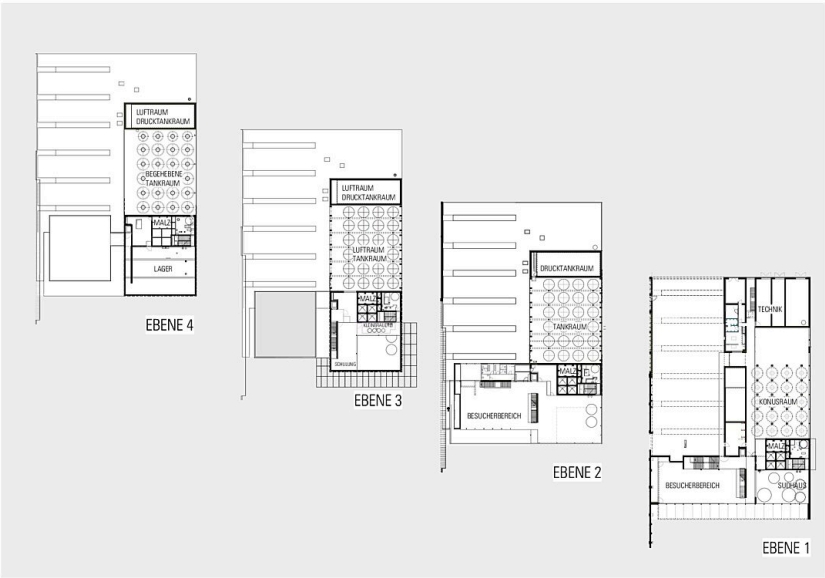 LUFTRAUM
DRUCKTANKRAUM
BEGEHEBENE
TANKRAUM
MALZ
LAGER
EBENE 4
LUFTRAUM
DRUCKTANKRAUM
LUFTRAUM
TANKRAUM
MALZ
SCHULUNG
EBENE 3
DRUCKTANKRAUM
TANKRAUM
MALZ
BESUCHERBEREICH
EBENE 2
TECHNIK
KONUSRAUM
MALZ
BESUCHERBEREICH
SUDHAUS
EBENE 1